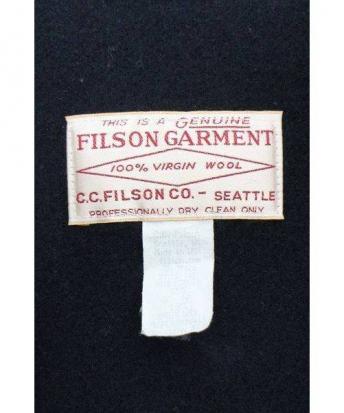 THIS IS A GENUINE
FILSON GARMENT
100% VIRGIN WOOL
C.C.FILSON CO. - SEATTLE
PROFESSIONALLY DRY CLEAN ONLY